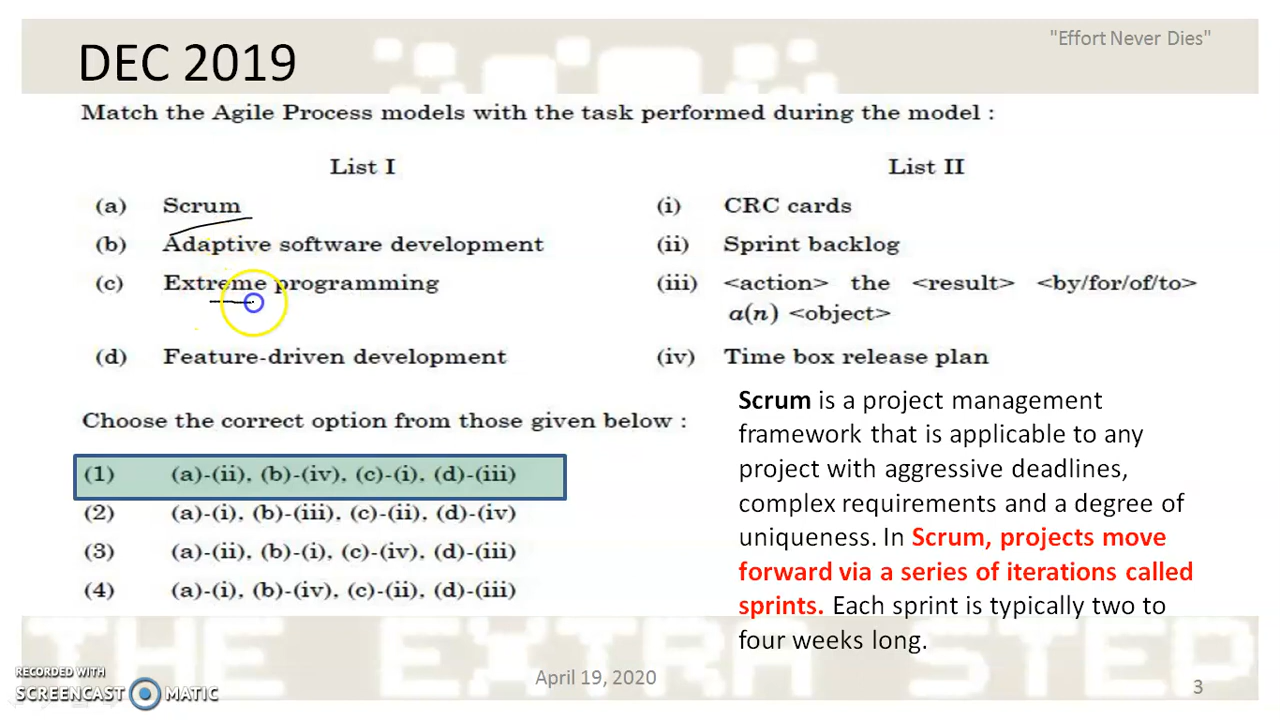 "Effort Never Dies"
DEC 2019
Match the Agile Process models with the task performed during the model :
List I List II
(a) Scrum (i) CRC cards
(b) Adaptive software development (ii) Sprint backlog
(c) Extreme programming (iii) <action> the <result> <by/for/of/to>
a(n) <object>
(d) Feature-driven development (iv) Time box release plan
Choose the correct option from those given below :
(1) (a)-(ii), (b)-(iv), (c)-(i), (d)-(iii)
(2) (a)-(i), (b)-(iii), (c)-(ii), (d)-(iv)
(3) (a)-(ii), (b)-(i), (c)-(iv), (d)-(iii)
(4) (a)-(i), (b)-(iv), (c)-(ii), (d)-(iii)
Scrum is a project management
framework that is applicable to any
project with aggressive deadlines,
complex requirements and a degree of
uniqueness. In Scrum, projects move
forward via a series of iterations called
sprints. Each sprint is typically two to
four weeks long.
THE EXTRA STEP
RECORDED WITH
SCREENCAST MATIC
April 19, 2020
3